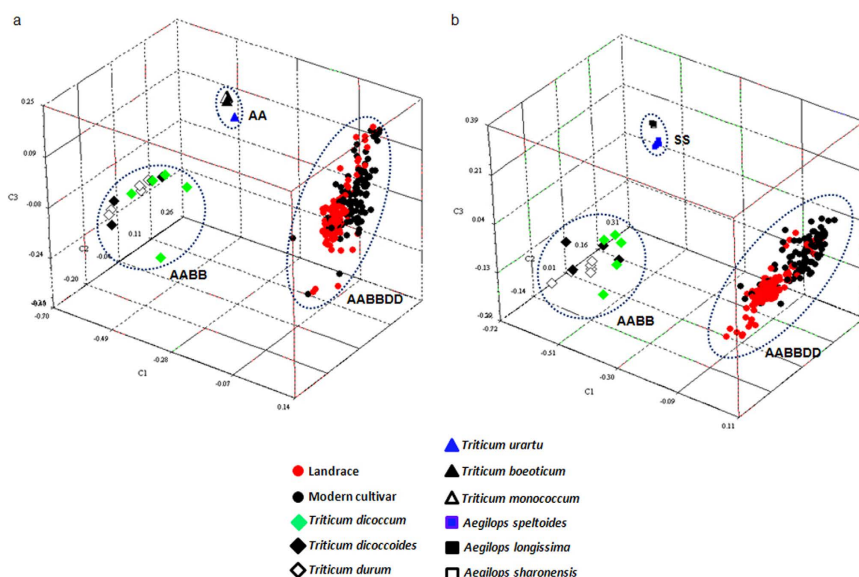 a
0.25
0.09
-0.08
-0.24
-0.70
-0.49
-0.28
-0.07
0.14
C3
C2
C1
0.26
0.11
-0.20
AA
AABB
AABBDD
b
0.39
0.21
0.04
-0.13
-0.72
-0.51
-0.30
-0.09
0.11
C3
C1
0.31
0.16
0.01
-0.14
SS
AABB
AABBDD
Landrace
Modern cultivar
Triticum dicoccum
Triticum dicoccoides
Triticum durum
Triticum urartu
Triticum boeoticum
Triticum monococcum
Aegilops speltoides
Aegilops longissima
Aegilops sharonensis